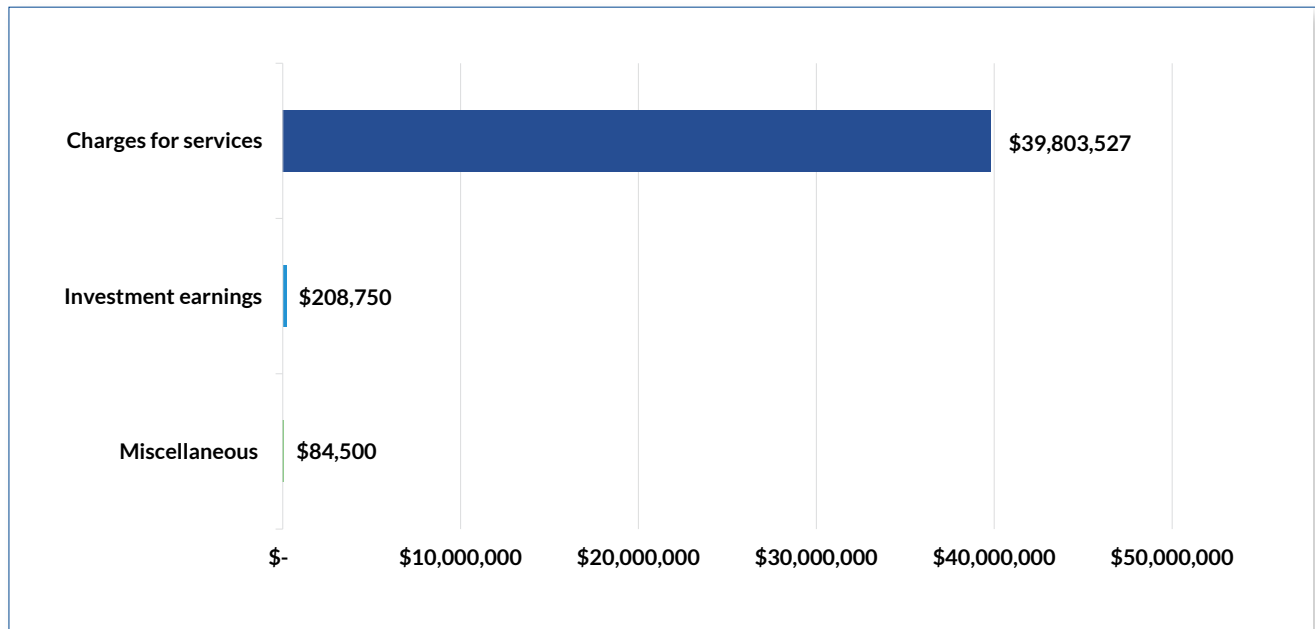 Charges for services $39,803,527
Investment earnings $208,750
Miscellaneous $84,500
$- $10,000,000 $20,000,000 $30,000,000 $40,000,000 $50,000,000